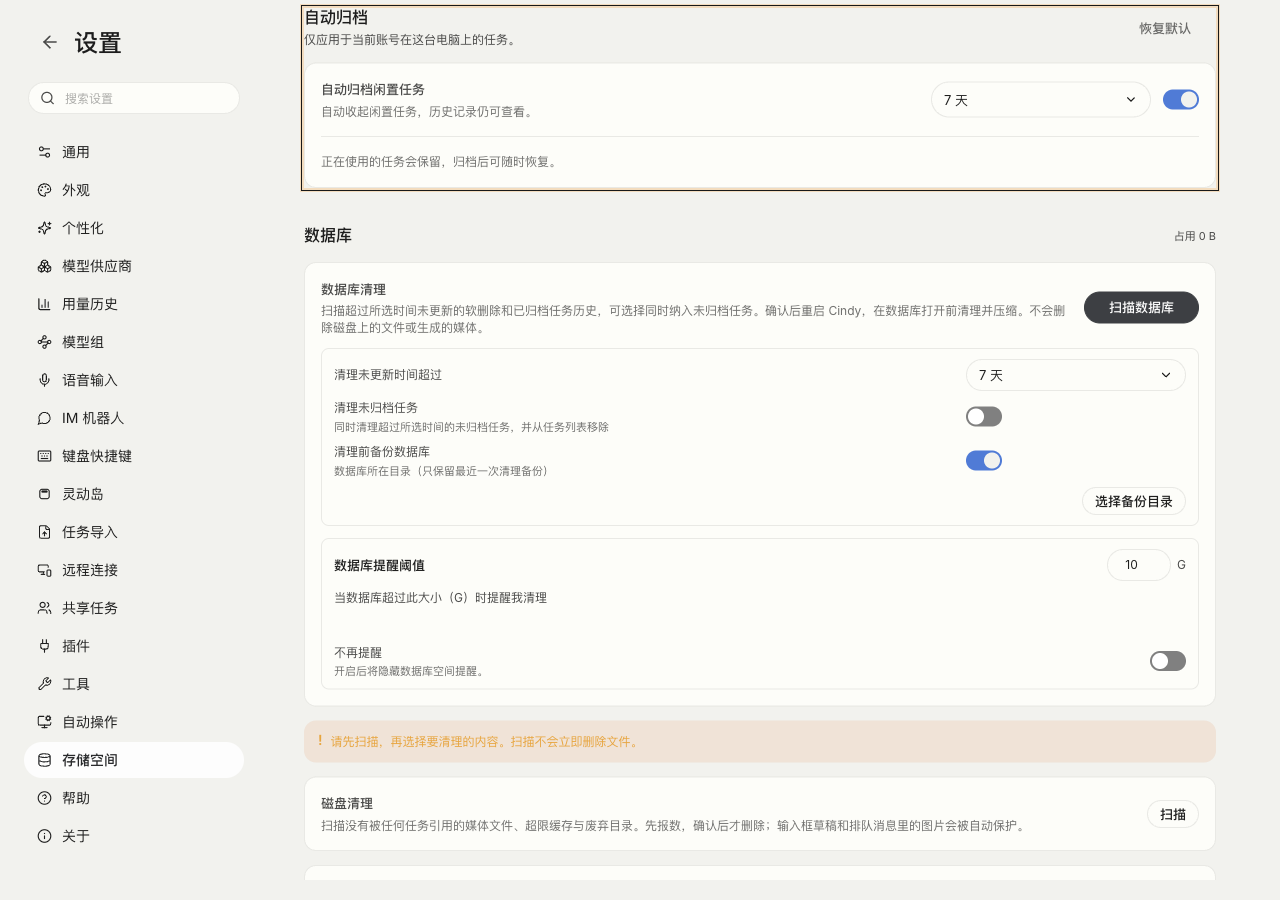 设置
搜索设置
通用
外观
个性化
模型供应商
用量历史
模型组
语音输入
IM 机器人
键盘快捷键
灵动岛
任务导入
远程连接
共享任务
插件
工具
自动操作
存储空间
帮助
关于
自动归档
仅应用于当前账号在这台电脑上的任务。
恢复默认
自动归档闲置任务
自动收起闲置任务，历史记录仍可查看。
7 天
正在使用的任务会保留，归档后可随时恢复。
数据库
占用 0 B
数据库清理
扫描超过所选时间未更新的软删除和已归档任务历史，可选择同时纳入未归档任务。确认后重启 Cindy，在数据库打开前清理并压缩。不会删
除磁盘上的文件或生成的媒体。
扫描数据库
清理未更新时间超过
7 天
清理未归档任务
同时清理超过所选时间的未归档任务，并从任务列表移除
清理前备份数据库
数据库所在目录（只保留最近一次清理备份）
选择备份目录
数据库提醒阈值
10 G
当数据库超过此大小（G）时提醒我清理
不再提醒
开启后将隐藏数据库空间提醒。
! 请先扫描，再选择要清理的内容。扫描不会立即删除文件。
磁盘清理
扫描没有被任何任务引用的媒体文件、超限缓存与废弃目录。先报数，确认后才删除；输入框草稿和排队消息里的图片会被自动保护。
扫描